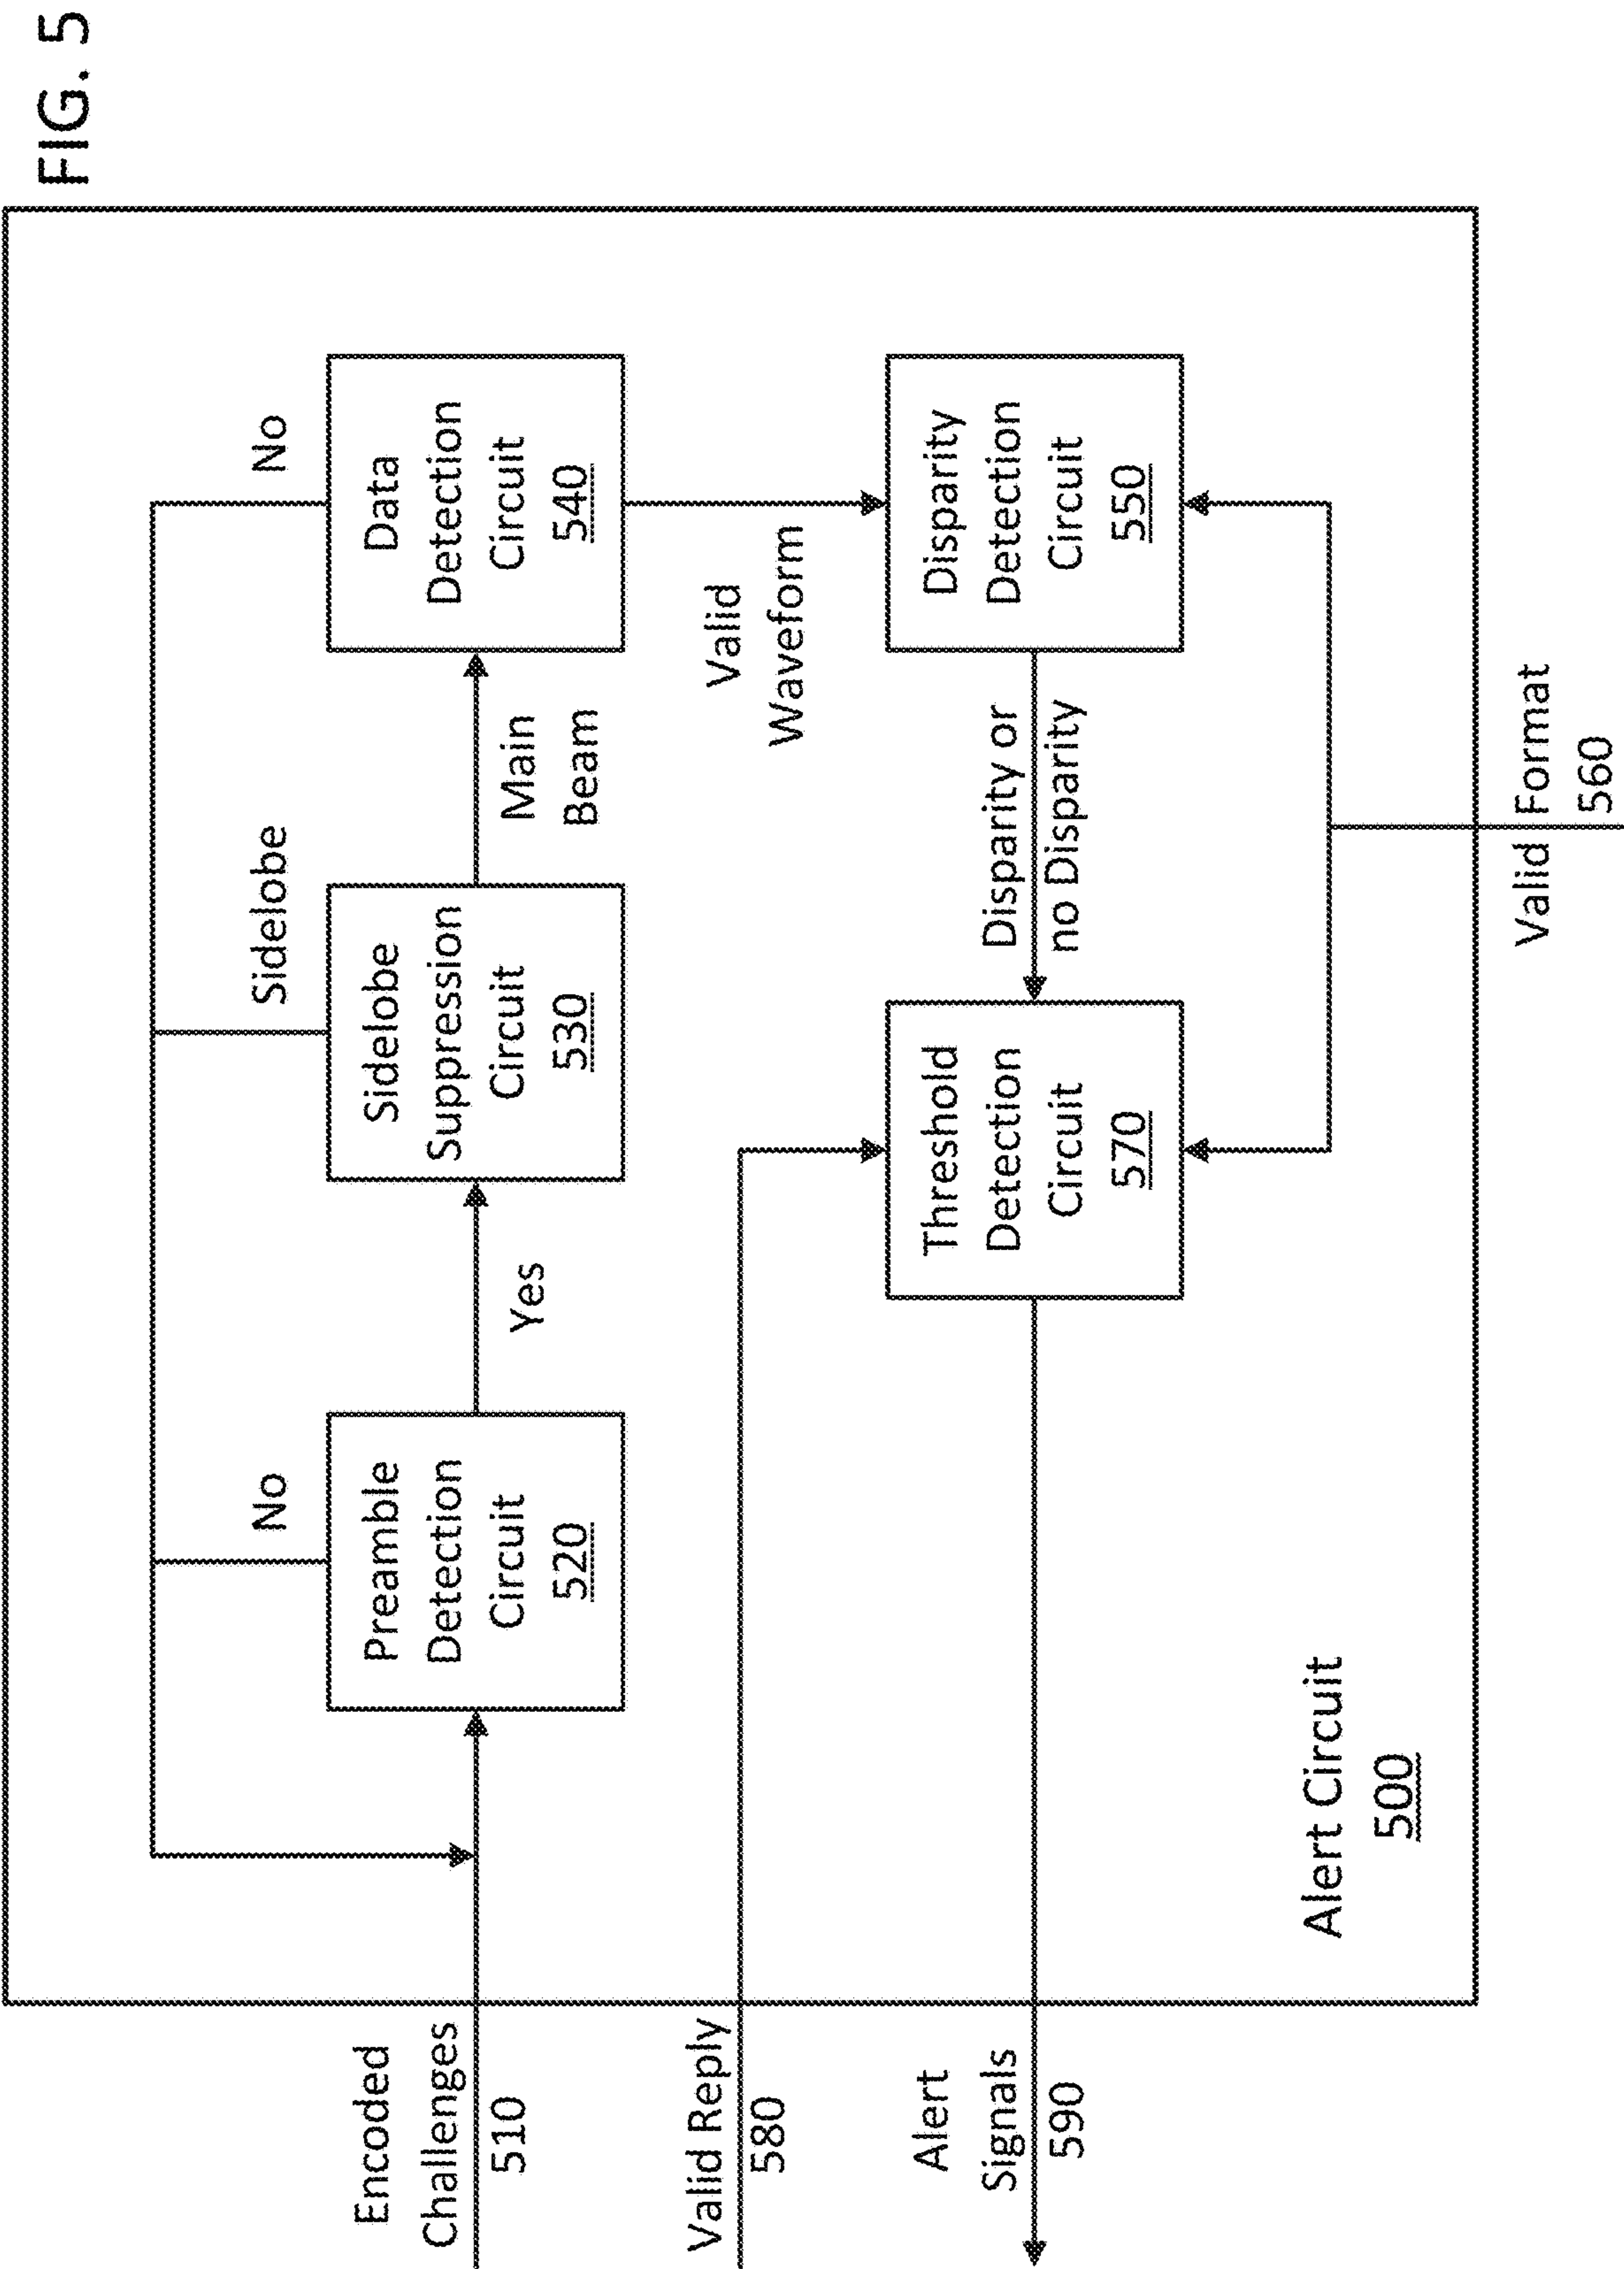 FIG. 5
No
Sidelobe
No
Encoded
Challenges
510
Preamble
Detection
Circuit
520
Yes
Sidelobe
Suppression
Circuit
530
Main
Beam
Data
Detection
Circuit
540
Valid
Waveform
Valid Reply
580
Alert
Signals
590
Threshold
Detection
Circuit
570
Disparity or
no Disparity
Disparity
Detection
Circuit
550
Alert Circuit
500
Valid Format
560